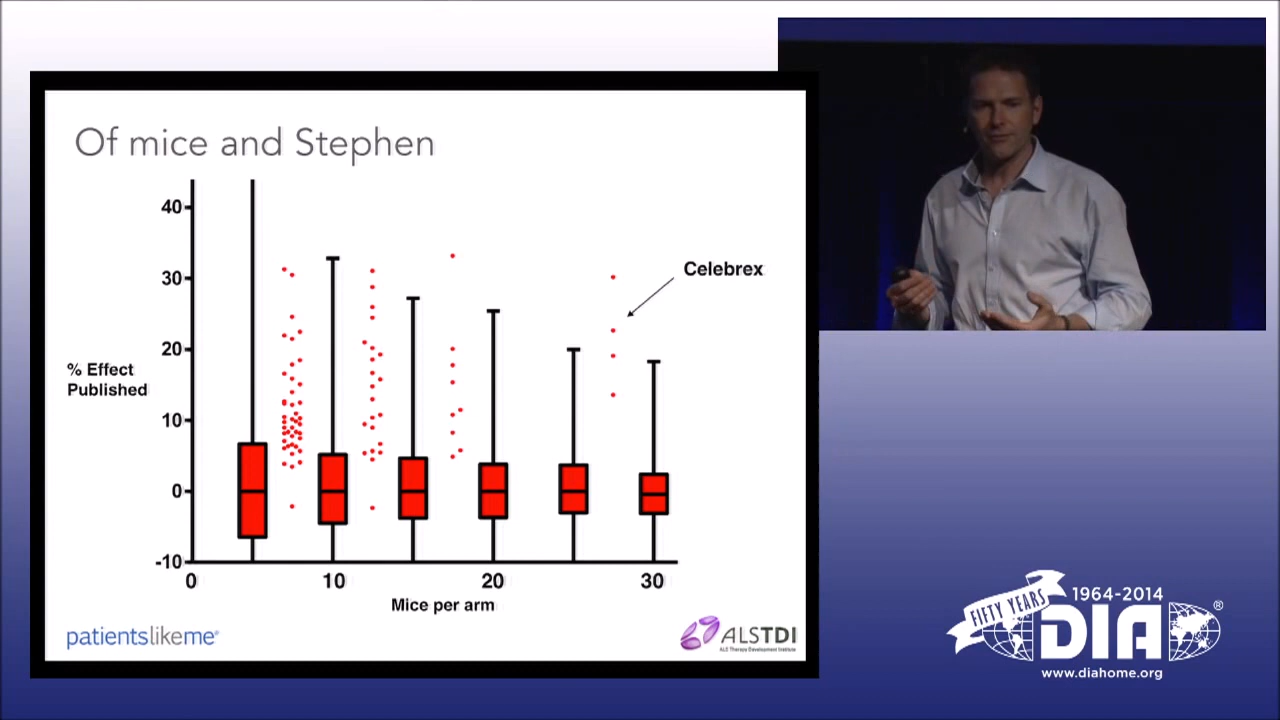 Of mice and Stephen
40
30
20
10
0
-10
% Effect
Published
Celebrex
0
10
20
30
Mice per arm
patientslikeme®
ALSTDI
ALS Therapy Development Institute
FIFTY YEARS
1964-2014
DIA®
www.diahome.org